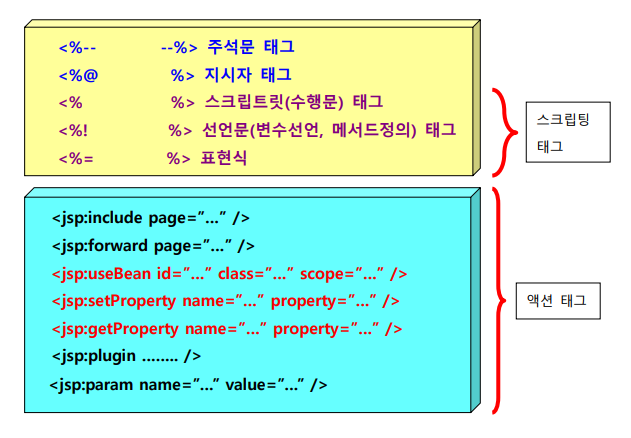 <%--          --%> 주석문 태그
<%@          %> 지시자 태그
<%          %> 스크립트릿(수행문) 태그
<%!          %> 선언문(변수선언, 메서드정의) 태그
<%=          %> 표현식
스크립팅
태그
<jsp:include page="..." />
<jsp:forward page="..." />
<jsp:useBean id="..." class="..." scope="..." />
<jsp:setProperty name="..." property="..." />
<jsp:getProperty name="..." property="..." />
<jsp:plugin ........ />
<jsp:param name="..." value="..." />
액션 태그